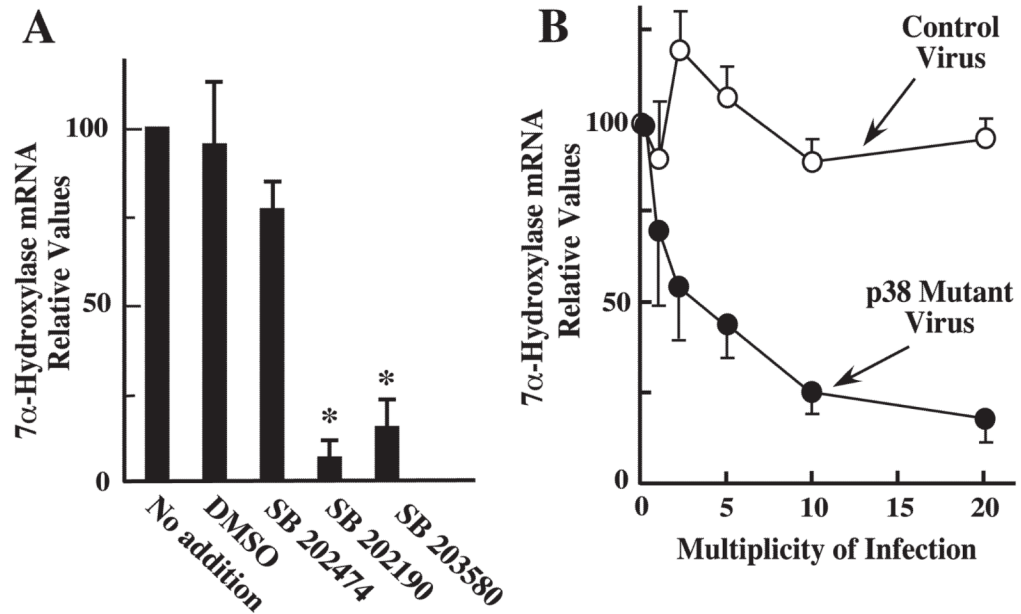 A
7α-Hydroxylase mRNA
Relative Values
100
50
0
No addition
DMSO
SB 202474
SB 202190
SB 203580
*
*
B
7α-Hydroxylase mRNA
Relative Values
100
50
0
Control
Virus
p38 Mutant
Virus
0
5
10
15
20
Multiplicity of Infection